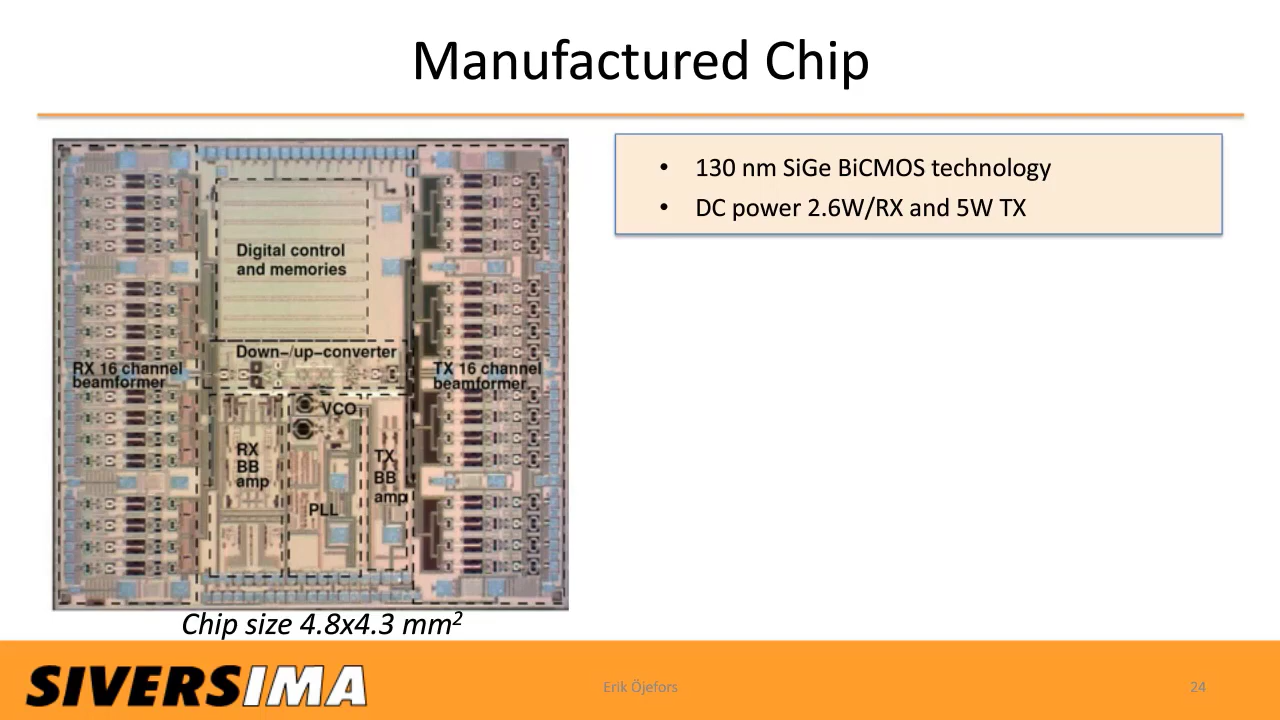 Manufactured Chip
• 130 nm SiGe BiCMOS technology
• DC power 2.6W/RX and 5W TX
Digital control
and memories
Down-/up-converter
RX 16 channel
beamformer
TX 16 channel
beamformer
VCO
RX
BB
amp
TX
BB
amp
PLL
Chip size 4.8x4.3 mm²
SIVERSIMA
Erik Öjefors
24